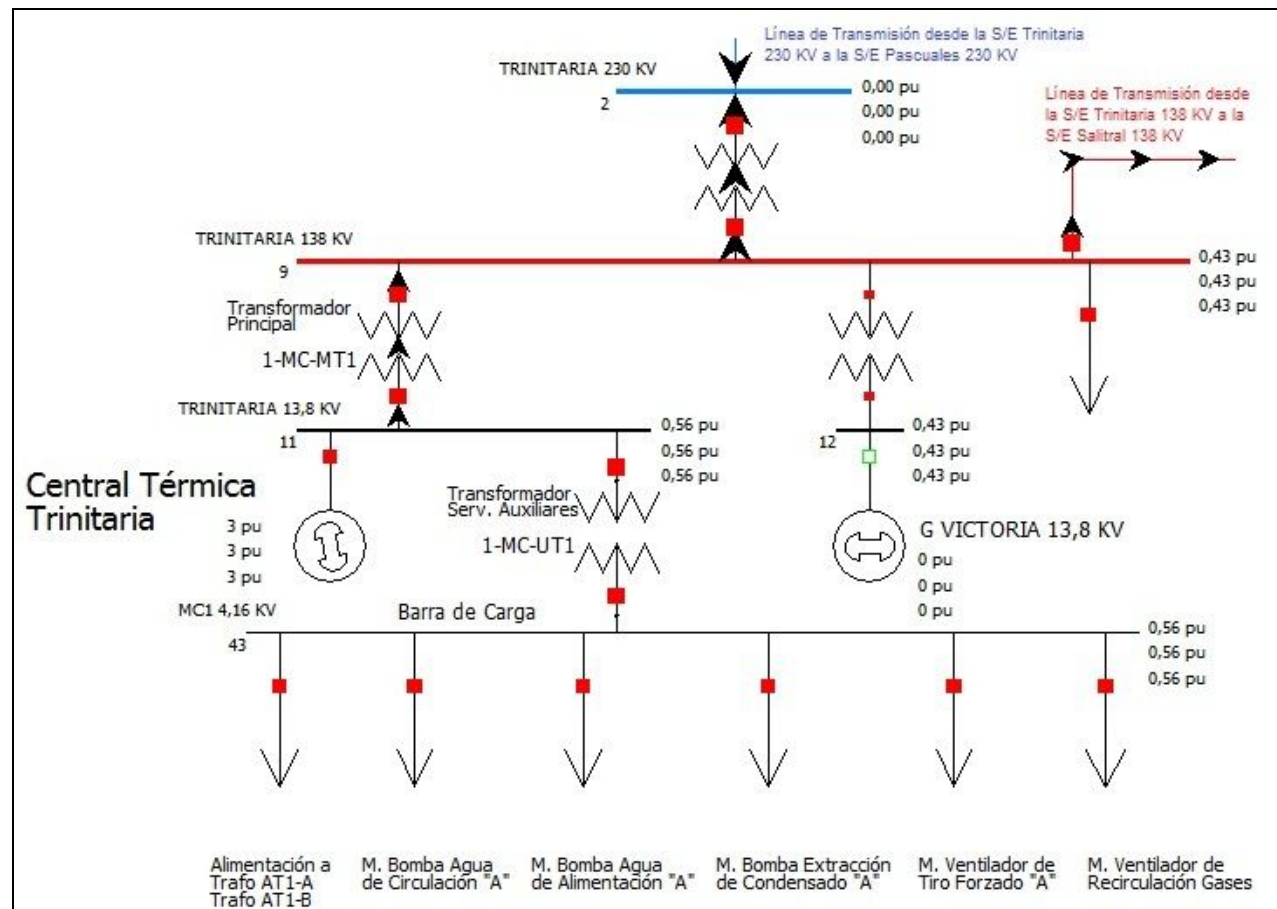 Línea de Transmisión desde la S/E Trinitaria
230 KV a la S/E Pascuales 230 KV
TRINITARIA 230 KV
2
0,00 pu
0,00 pu
0,00 pu
Línea de Transmisión desde
la S/E Trinitaria 138 KV a la
S/E Salitral 138 KV
TRINITARIA 138 KV
9
0,43 pu
0,43 pu
0,43 pu
Transformador
Principal
1-MC-MT1
TRINITARIA 13,8 KV
11
0,56 pu
0,56 pu
0,56 pu
12
0,43 pu
0,43 pu
0,43 pu
Central Térmica
Trinitaria
3 pu
3 pu
3 pu
Transformador
Serv. Auxiliares
1-MC-UT1
G VICTORIA 13,8 KV
0 pu
0 pu
0 pu
MC1 4,16 KV
43
Barra de Carga
0,56 pu
0,56 pu
0,56 pu
Alimentación a
Trafo AT1-A
Trafo AT1-B
M. Bomba Agua
de Circulación "A"
M. Bomba Agua
de Alimentación "A"
M. Bomba Extracción
de Condensado "A"
M. Ventilador de
Tiro Forzado "A"
M. Ventilador de
Recirculación Gases